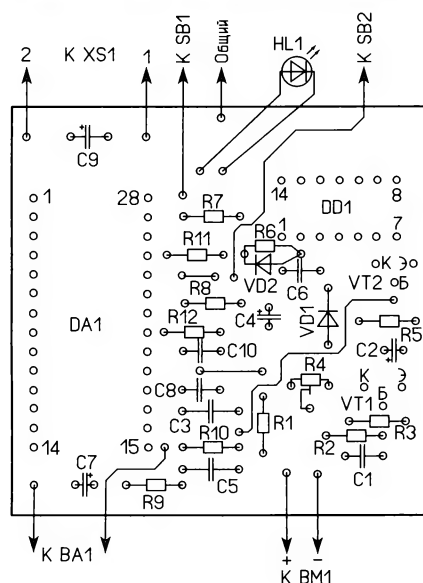 2 К XS1 1
К SB1
Общий
HL1
К SB2
C9
1 28
14 8
DD1
R7
1 7
R6
R11
К Э
VD2 C6
VT2 Б
R8
DA1
C4
VD1
R12
R5
C10
C2
R4
К Э
C8
C3
VT1 Б
R1
R3
14 15
R10
R2
C7
C5
C1
R9
К BA1
+ −
К BM1